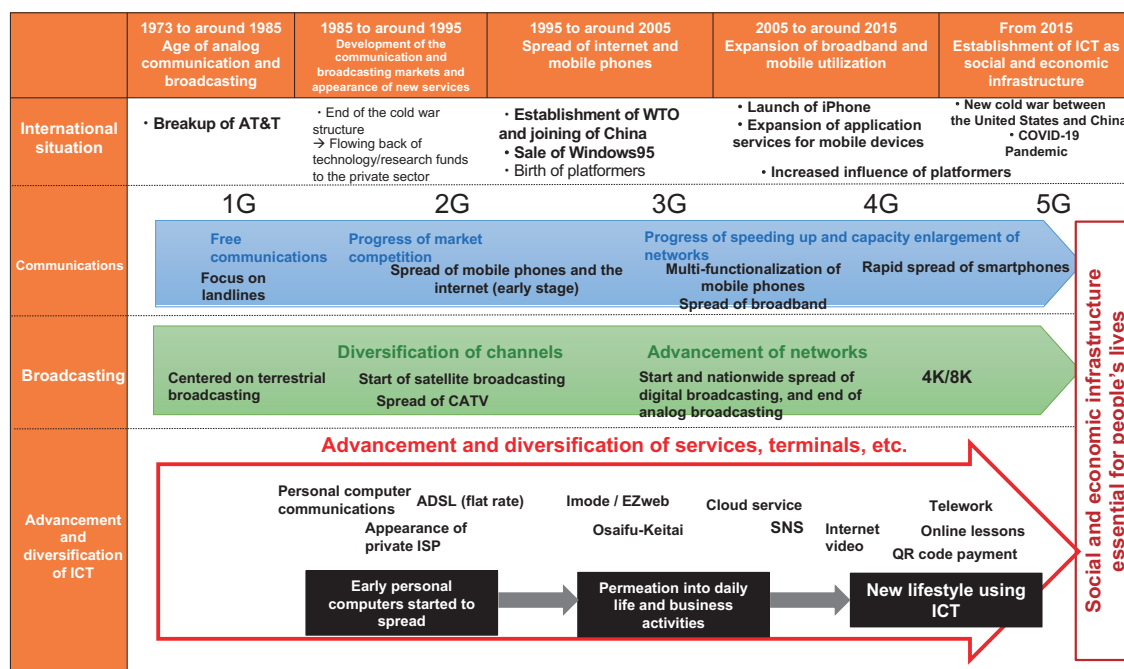 1973 to around 1985
Age of analog
communication and
broadcasting
1985 to around 1995
Development of the
communication and
broadcasting markets and
appearance of new services
1995 to around 2005
Spread of internet and
mobile phones
2005 to around 2015
Expansion of broadband and
mobile utilization
From 2015
Establishment of ICT as
social and economic
infrastructure
International
situation
・Breakup of AT&T
・End of the cold war
structure
→ Flowing back of
technology/research funds
to the private sector
・Establishment of WTO
and joining of China
・Sale of Windows95
・Birth of platformers
・Launch of iPhone
・Expansion of application
services for mobile devices
・Increased influence of platformers
・New cold war between
the United States and China
・COVID-19
Pandemic
1G
2G
3G
4G
5G
Communications
Free
communications
Focus on
landlines
Progress of market
competition
Spread of mobile phones and the
internet (early stage)
Progress of speeding up and capacity enlargement of
networks
Multi-functionalization of
mobile phones
Spread of broadband
Rapid spread of smartphones
Broadcasting
Centered on terrestrial
broadcasting
Diversification of channels
Start of satellite broadcasting
Spread of CATV
Advancement of networks
Start and nationwide spread of
digital broadcasting, and end of
analog broadcasting
4K/8K
Advancement
and
diversification
of ICT
Advancement and diversification of services, terminals, etc.
Personal computer
communications
ADSL (flat rate)
Appearance of
private ISP
Imode / EZweb
Osaifu-Keitai
Cloud service
SNS
Internet
video
Telework
Online lessons
QR code payment
Early personal
computers started to
spread
Permeation into daily
life and business
activities
New lifestyle using
ICT
Social and economic infrastructure
essential for people's lives